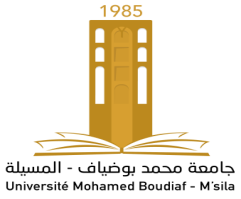 1985
جامعة محمد بوضياف - المسيلة
Université Mohamed Boudiaf - M'sila